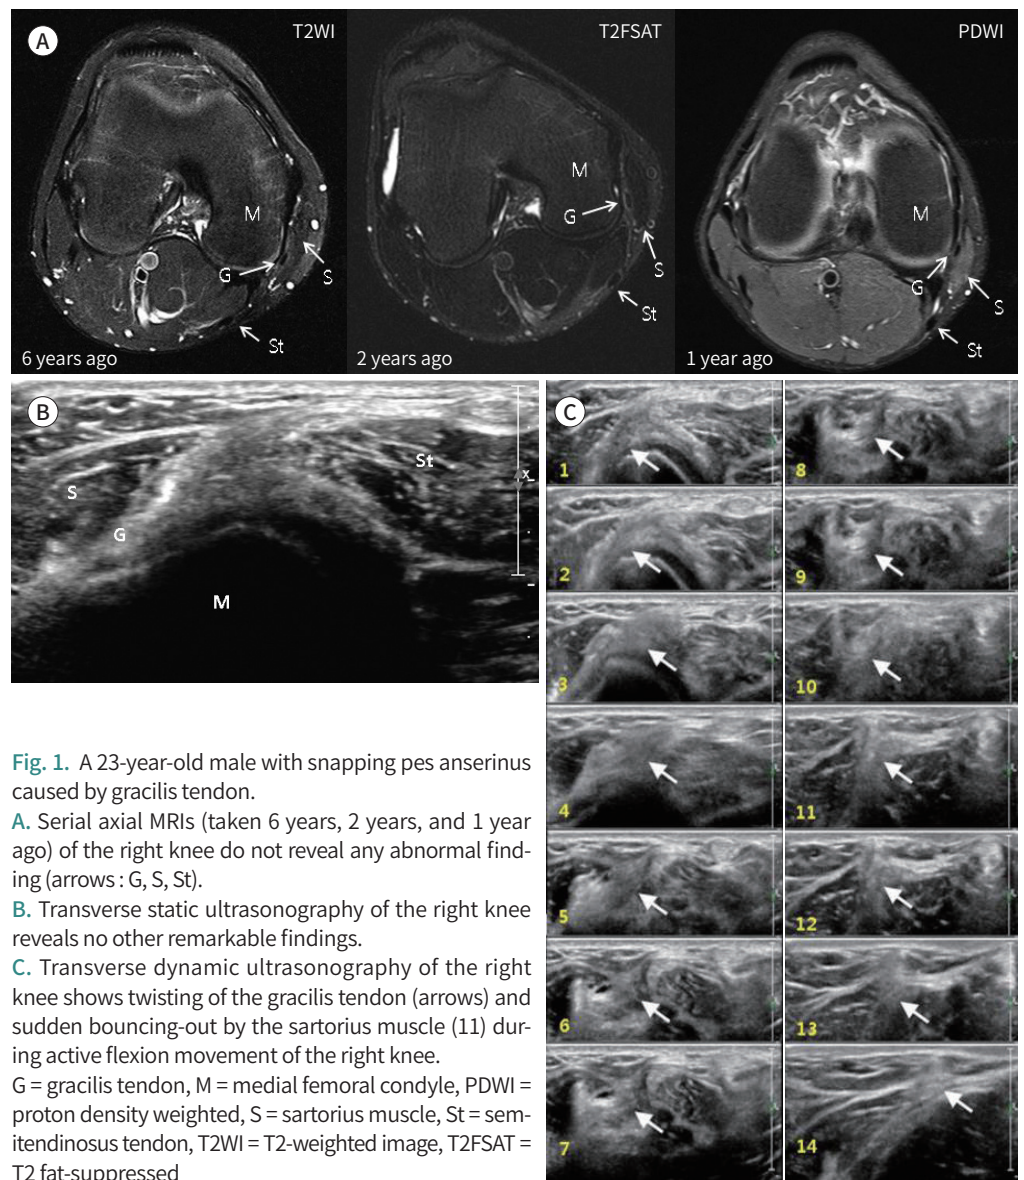 A
T2WI
T2FSAT
PDWI
M
G
S
St
6 years ago
M
G
S
St
2 years ago
M
G
S
St
1 year ago
B
S
G
St
M
x
C
1
2
3
4
5
6
7
8
9
10
11
12
13
14
Fig. 1. A 23-year-old male with snapping pes anserinus
caused by gracilis tendon.
A. Serial axial MRIs (taken 6 years, 2 years, and 1 year
ago) of the right knee do not reveal any abnormal find-
ing (arrows : G, S, St).
B. Transverse static ultrasonography of the right knee
reveals no other remarkable findings.
C. Transverse dynamic ultrasonography of the right
knee shows twisting of the gracilis tendon (arrows) and
sudden bouncing-out by the sartorius muscle (11) dur-
ing active flexion movement of the right knee.
G = gracilis tendon, M = medial femoral condyle, PDWI =
proton density weighted, S = sartorius muscle, St = sem-
itendinosus tendon, T2WI = T2-weighted image, T2FSAT =
T2 fat-suppressed